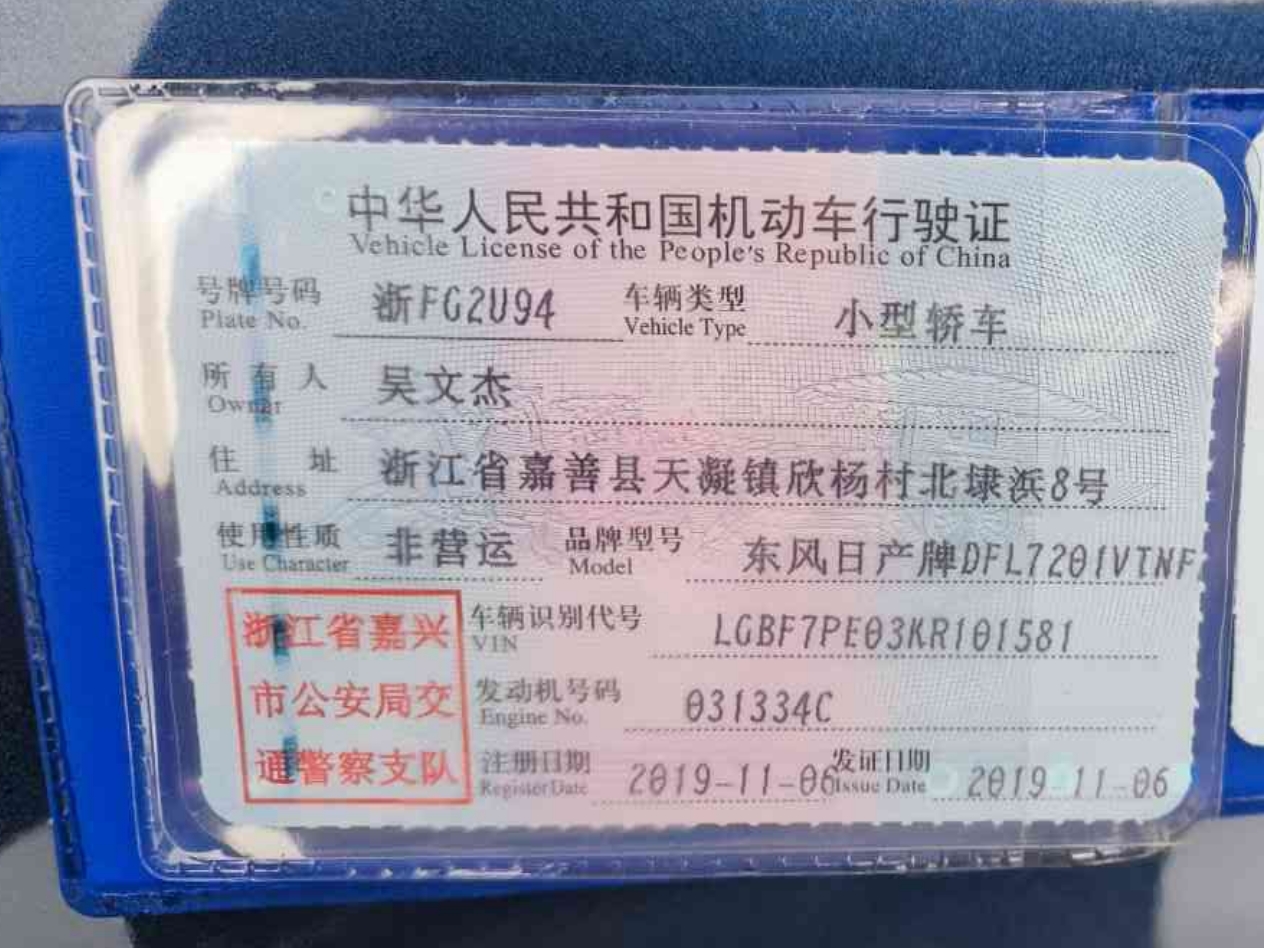 中华人民共和国机动车行驶证
Vehicle License of the People's Republic of China
号牌号码 浙FG2U94 车辆类型 小型轿车
Plate No. Vehicle Type
所有人 吴文杰
Owner
住址 浙江省嘉善县天凝镇欣杨村北埭浜8号
Address
使用性质 非营运 品牌型号 东风日产牌DFL7201VTNF
Use Character Model
车辆识别代号 LGBF7PE03KR101581
VIN
发动机号码 031334C
Engine No.
注册日期 2019-11-06 发证日期 2019-11-06
Register Date Issue Date
浙江省嘉兴
市公安局交
通警察支队